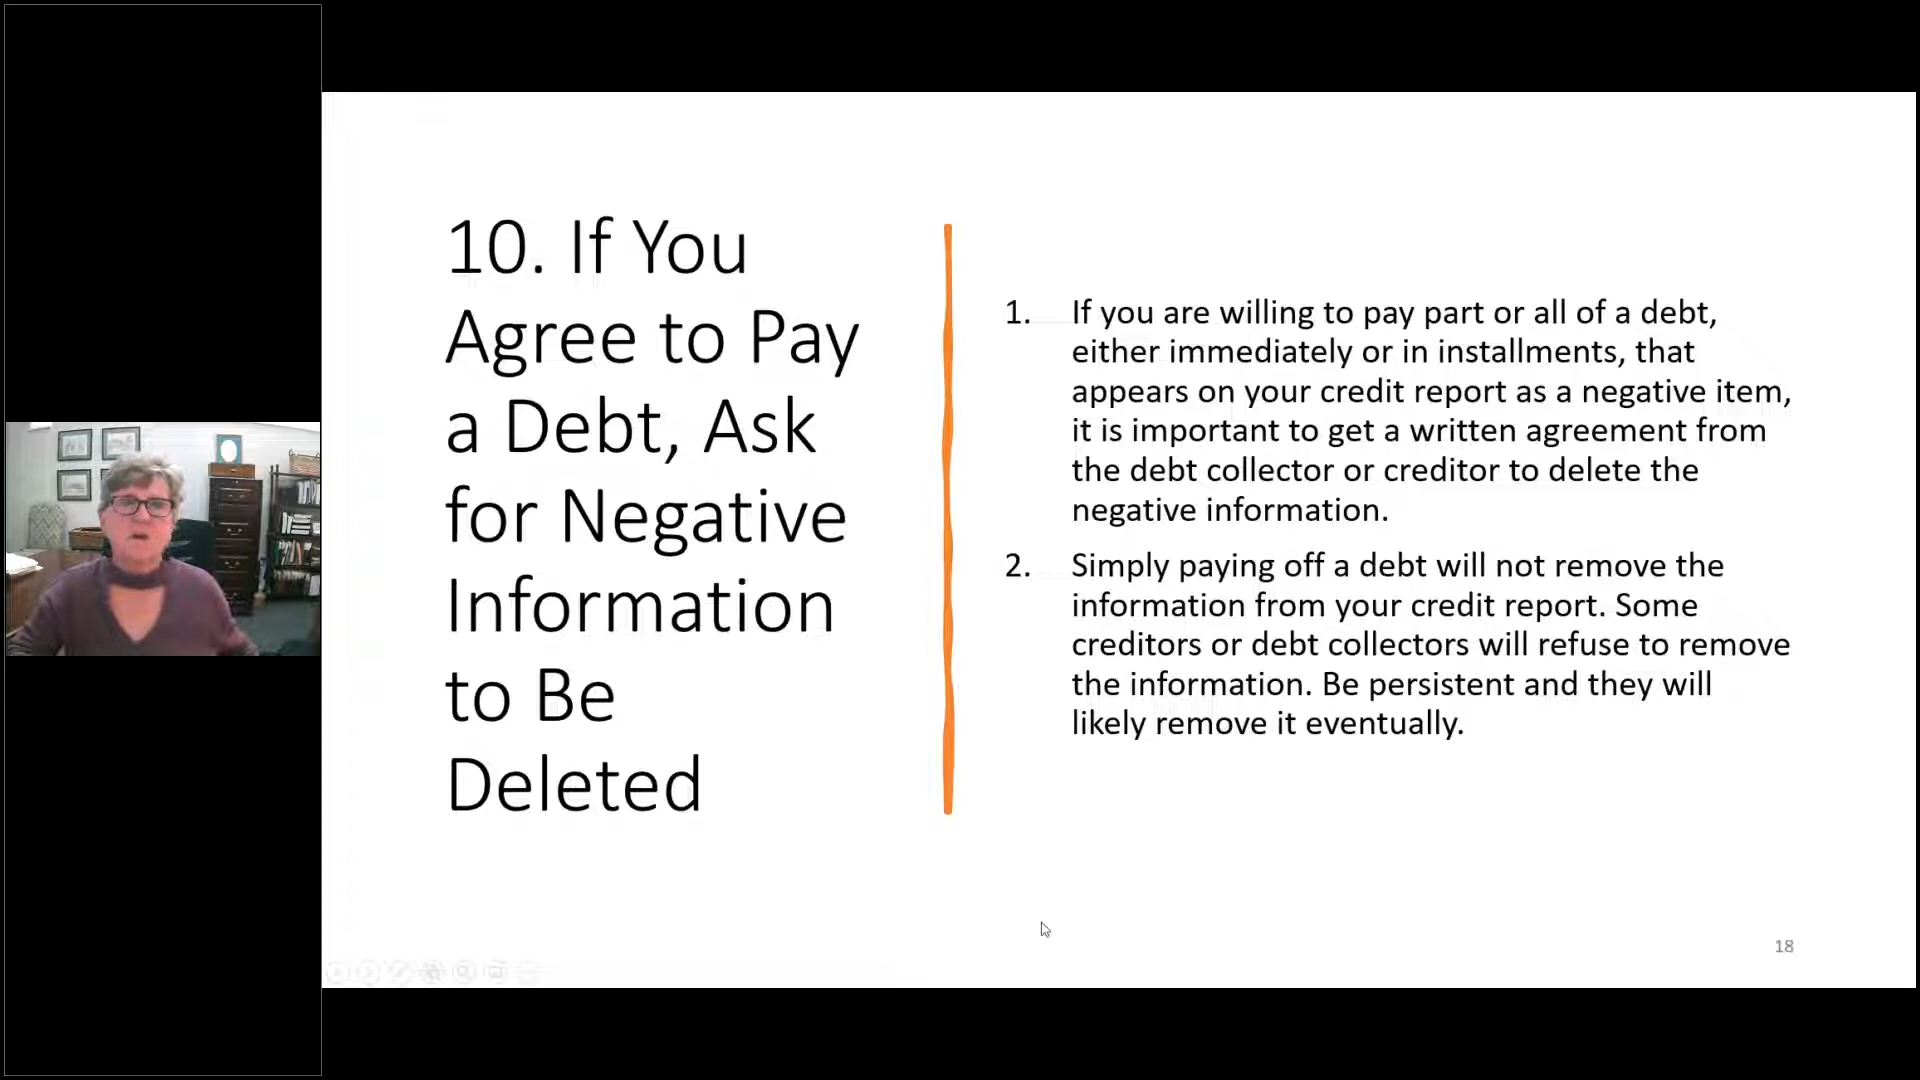 10. If You
Agree to Pay
a Debt, Ask
for Negative
Information
to Be
Deleted
1. If you are willing to pay part or all of a debt,
either immediately or in installments, that
appears on your credit report as a negative item,
it is important to get a written agreement from
the debt collector or creditor to delete the
negative information.
2. Simply paying off a debt will not remove the
information from your credit report. Some
creditors or debt collectors will refuse to remove
the information. Be persistent and they will
likely remove it eventually.
18